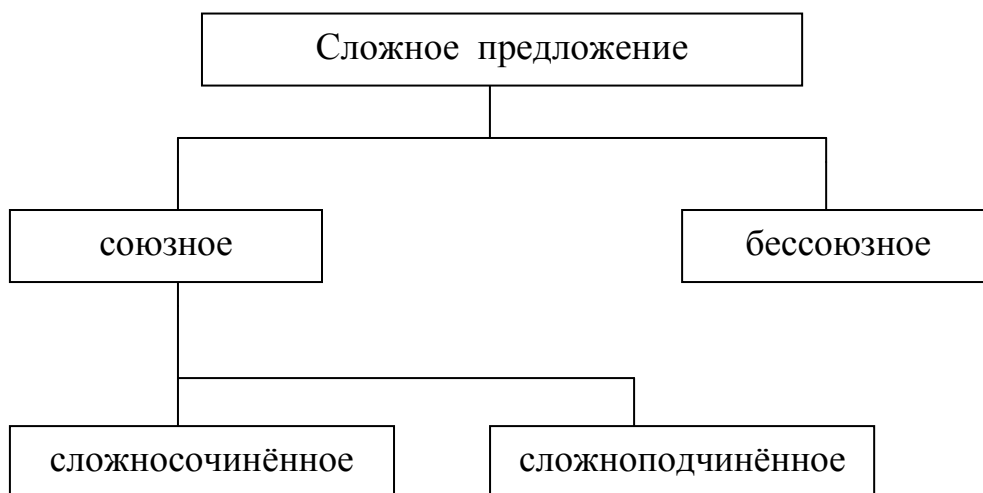 Сложное предложение
союзное
бессоюзное
сложносочинённое
сложноподчинённое